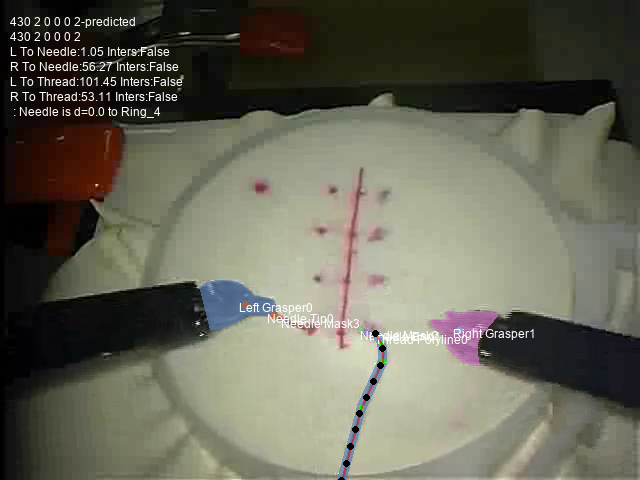 430 2 0 0 0 2-predicted
430 2 0 0 0 2
L To Needle:1.05 Inters:False
R To Needle:56.27 Inters:False
L To Thread:101.45 Inters:False
R To Thread:53.11 Inters:False
: Needle is d=0.0 to Ring_4
Left Grasper0
Needle Tip0
Needle Mask3
Thread Polyline0
Right Grasper1